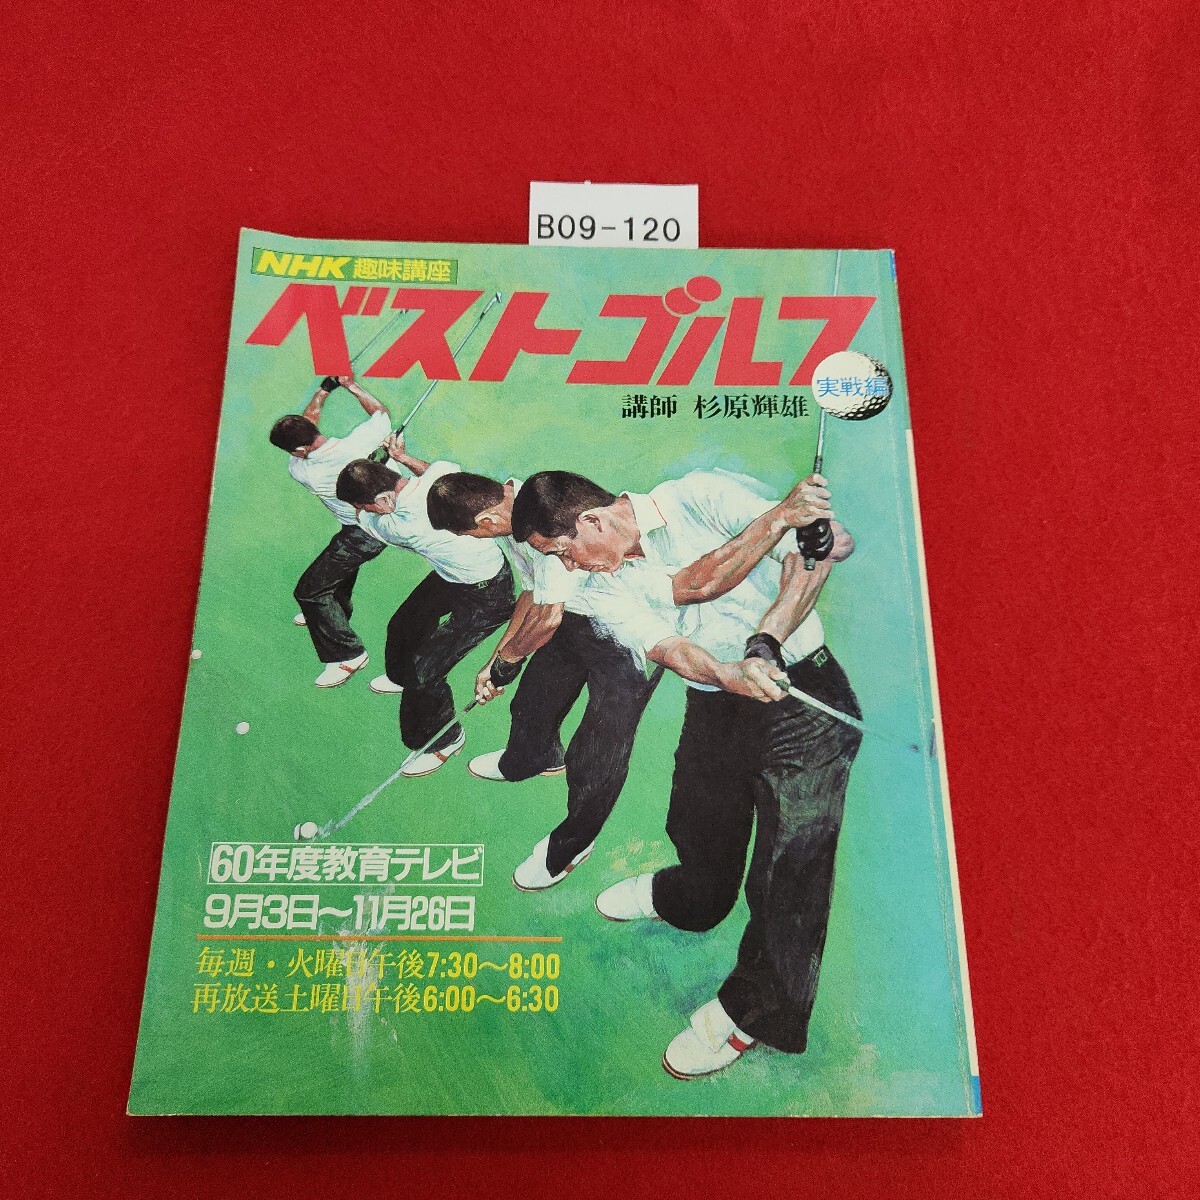 B09-120
NHK 趣味講座
ベストゴルフ
実戦編
講師 杉原輝雄
60年度教育テレビ
9月3日～11月26日
毎週・火曜日午後7:30～8:00
再放送土曜日午後6:00～6:30